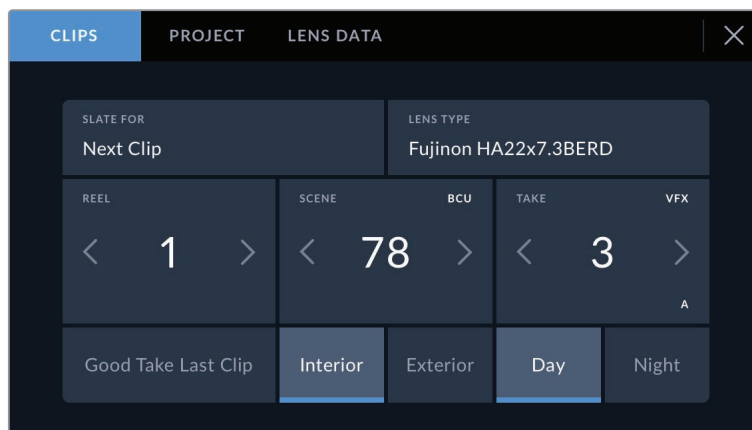 CLIPS PROJECT LENS DATA
SLATE FOR LENS TYPE
Next Clip Fujinon HA22x7.3BERD
REEL SCENE BCU TAKE VFX
1 78 3
A
Good Take Last Clip Interior Exterior Day Night